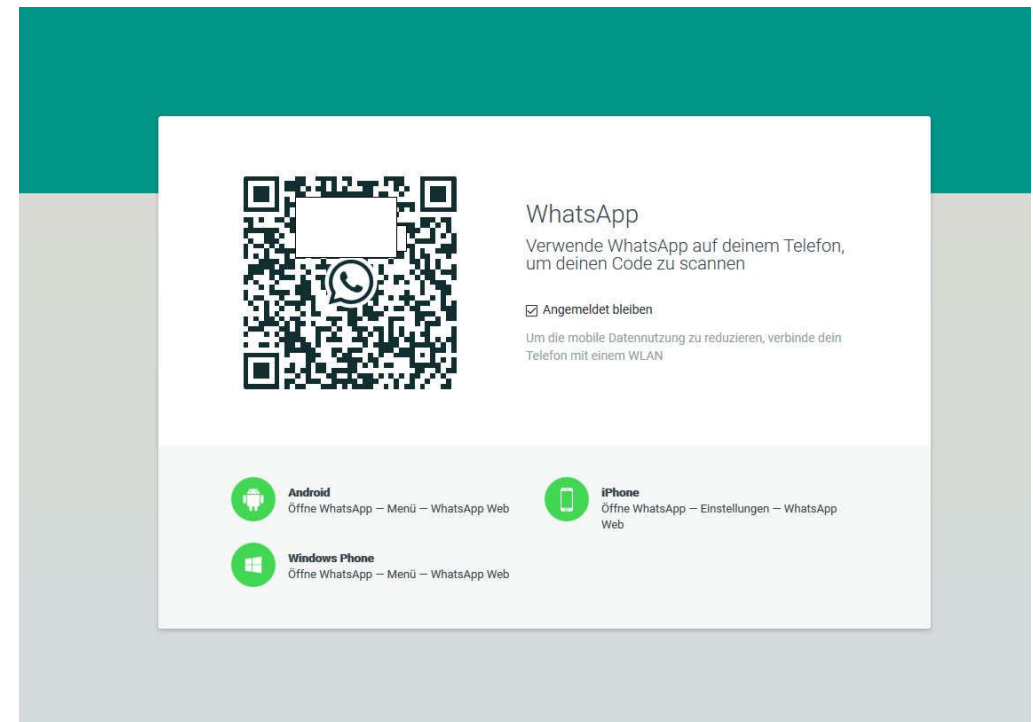 WhatsApp
Verwende WhatsApp auf deinem Telefon,
um deinen Code zu scannen
Angemeldet bleiben
Um die mobile Datennutzung zu reduzieren, verbinde dein
Telefon mit einem WLAN
Android
Öffne WhatsApp — Menü — WhatsApp Web
iPhone
Öffne WhatsApp — Einstellungen — WhatsApp
Web
Windows Phone
Öffne WhatsApp — Menü — WhatsApp Web